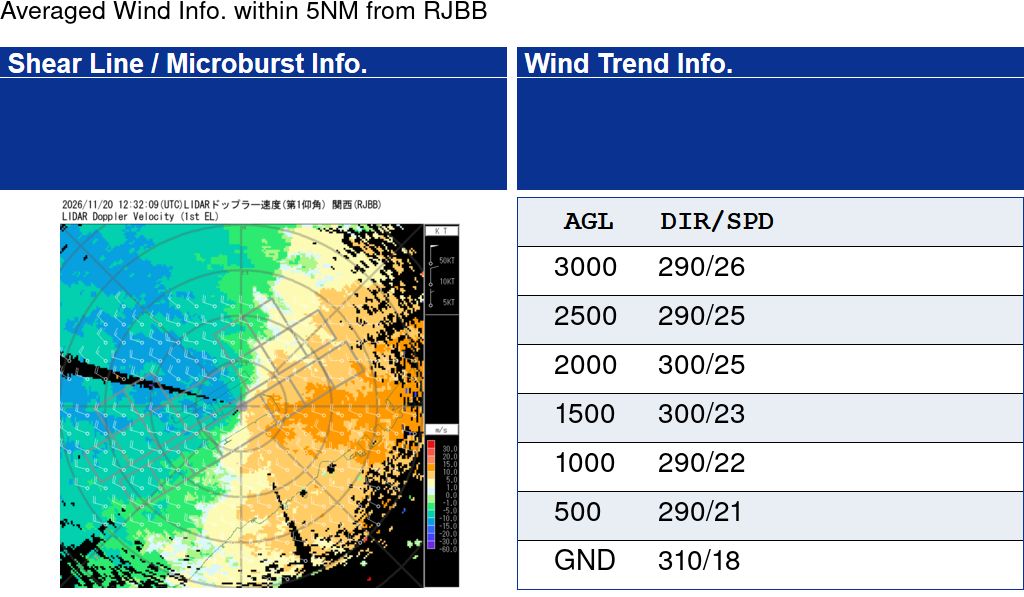 Averaged Wind Info. within 5NM from RJBB
Shear Line / Microburst Info.
Wind Trend Info.
2026/11/20 12:32:09(UTC)LIDARドップラー速度(第1仰角) 関西(RJBB)
LIDAR Doppler Velocity (1st EL)
KT
50KT
10KT
5KT
m/s
30.0
20.0
15.0
10.0
5.0
1.0
0.0
-1.0
-5.0
-10.0
-15.0
-20.0
-30.0
-60.0
AGL DIR/SPD
3000 290/26
2500 290/25
2000 300/25
1500 300/23
1000 290/22
500 290/21
GND 310/18